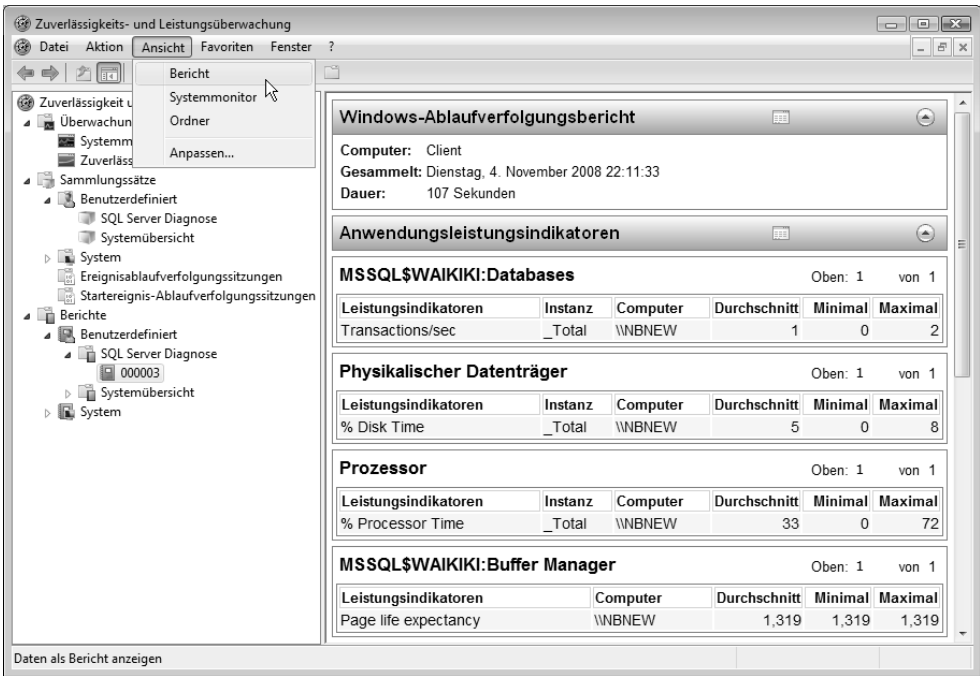 Zuverlässigkeits- und Leistungsüberwachung
Datei Aktion Ansicht Favoriten Fenster ?
Bericht
Systemmonitor
Ordner
Anpassen...
Zuverlässigkeit u
Überwachun
Systemm
Zuverläss
Sammlungssätze
Benutzerdefiniert
SQL Server Diagnose
Systemübersicht
System
Ereignisablaufverfolgungssitzungen
Startereignis-Ablaufverfolgungssitzungen
Berichte
Benutzerdefiniert
SQL Server Diagnose
000003
Systemübersicht
System
Windows-Ablaufverfolgungsbericht
Computer: Client
Gesammelt: Dienstag, 4. November 2008 22:11:33
Dauer: 107 Sekunden
Anwendungsleistungsindikatoren
MSSQL$WAIKIKI:Databases Oben: 1 von 1
Leistungsindikatoren Instanz Computer Durchschnitt Minimal Maximal
Transactions/sec _Total \\NBNEW 1 0 2
Physikalischer Datenträger Oben: 1 von 1
Leistungsindikatoren Instanz Computer Durchschnitt Minimal Maximal
% Disk Time _Total \\NBNEW 5 0 8
Prozessor Oben: 1 von 1
Leistungsindikatoren Instanz Computer Durchschnitt Minimal Maximal
% Processor Time _Total \\NBNEW 33 0 72
MSSQL$WAIKIKI:Buffer Manager Oben: 1 von 1
Leistungsindikatoren Computer Durchschnitt Minimal Maximal
Page life expectancy \\NBNEW 1,319 1,319 1,319
Daten als Bericht anzeigen